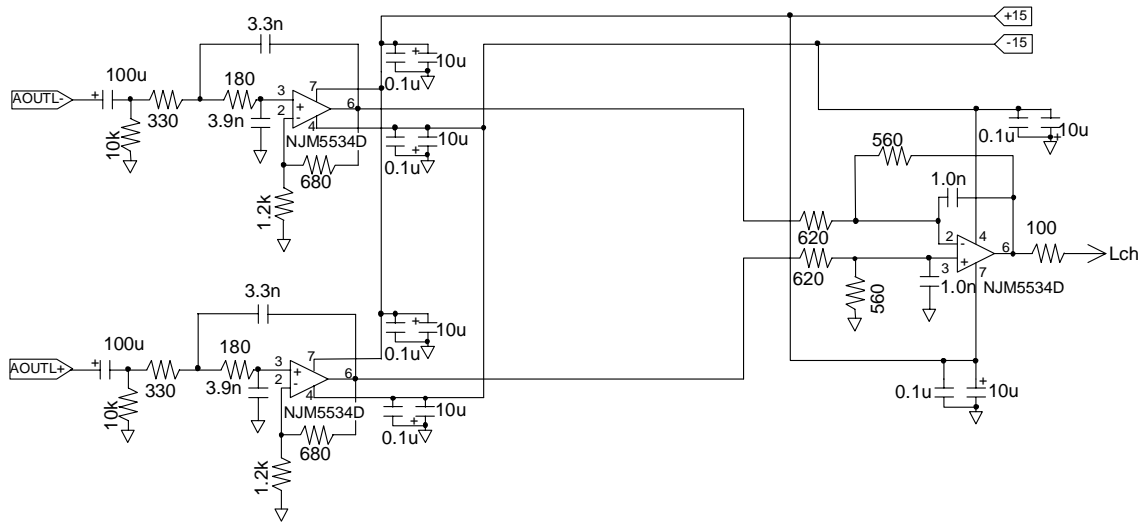 +15
-15
3.3n
100u
180
AOUTL-
330
10k
3.9n
3
2
7
4
6
+
-
NJM5534D
680
1.2k
+
10u
0.1u
10u
0.1u
+
+
560
1.0n
620
620
560
1.0n
2
3
4
7
6
-
+
NJM5534D
100
Lch
0.1u
10u
+
3.3n
100u
180
AOUTL+
330
10k
3.9n
3
2
7
4
6
+
-
NJM5534D
680
1.2k
+
10u
0.1u
10u
0.1u
+
+
0.1u
10u
+